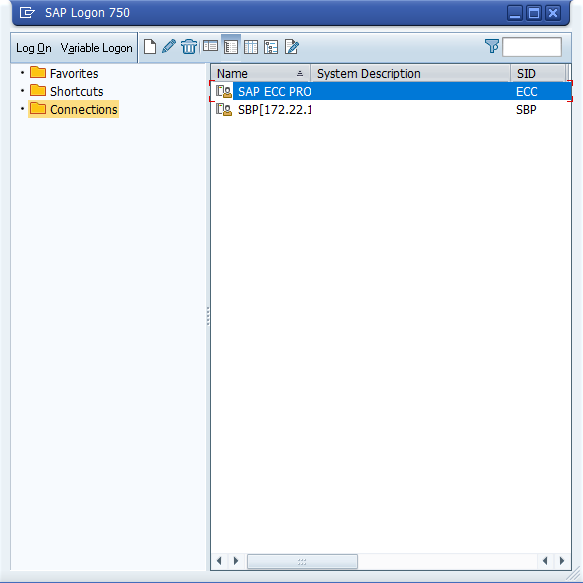 SAP Logon 750
Log On Variable Logon
Favorites
Shortcuts
Connections
Name System Description SID
SAP ECC PRO ECC
SBP[172.22.1 SBP